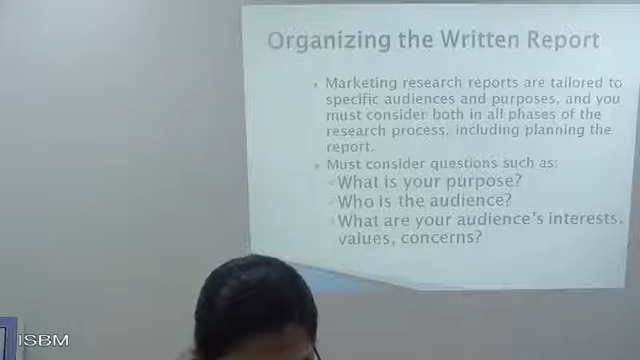 Organizing the Written Report
Marketing research reports are tailored to
specific audiences and purposes, and you
must consider both in all phases of the
research process, including planning the
report.
Must consider questions such as:
What is your purpose?
Who is the audience?
What are your audience's interests,
values, concerns?
ISBM